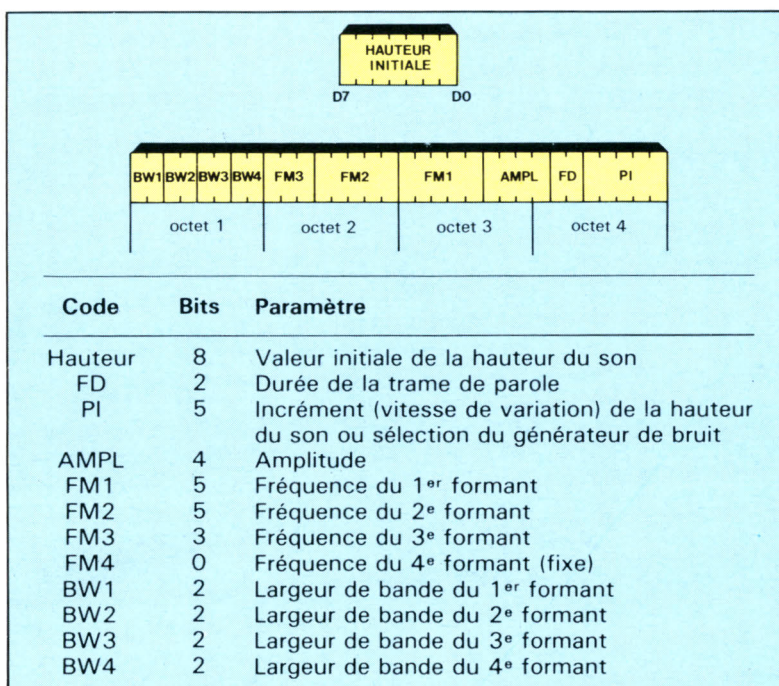 HAUTEUR
INITIALE
D7 D0
BW1 BW2 BW3 BW4 FM3 FM2 FM1 AMPL FD PI
octet 1 octet 2 octet 3 octet 4
Code Bits Paramètre
Hauteur 8 Valeur initiale de la hauteur du son
FD 2 Durée de la trame de parole
PI 5 Incrément (vitesse de variation) de la hauteur
du son ou sélection du générateur de bruit
AMPL 4 Amplitude
FM1 5 Fréquence du 1er formant
FM2 5 Fréquence du 2e formant
FM3 3 Fréquence du 3e formant
FM4 0 Fréquence du 4e formant (fixe)
BW1 2 Largeur de bande du 1er formant
BW2 2 Largeur de bande du 2e formant
BW3 2 Largeur de bande du 3e formant
BW4 2 Largeur de bande du 4e formant